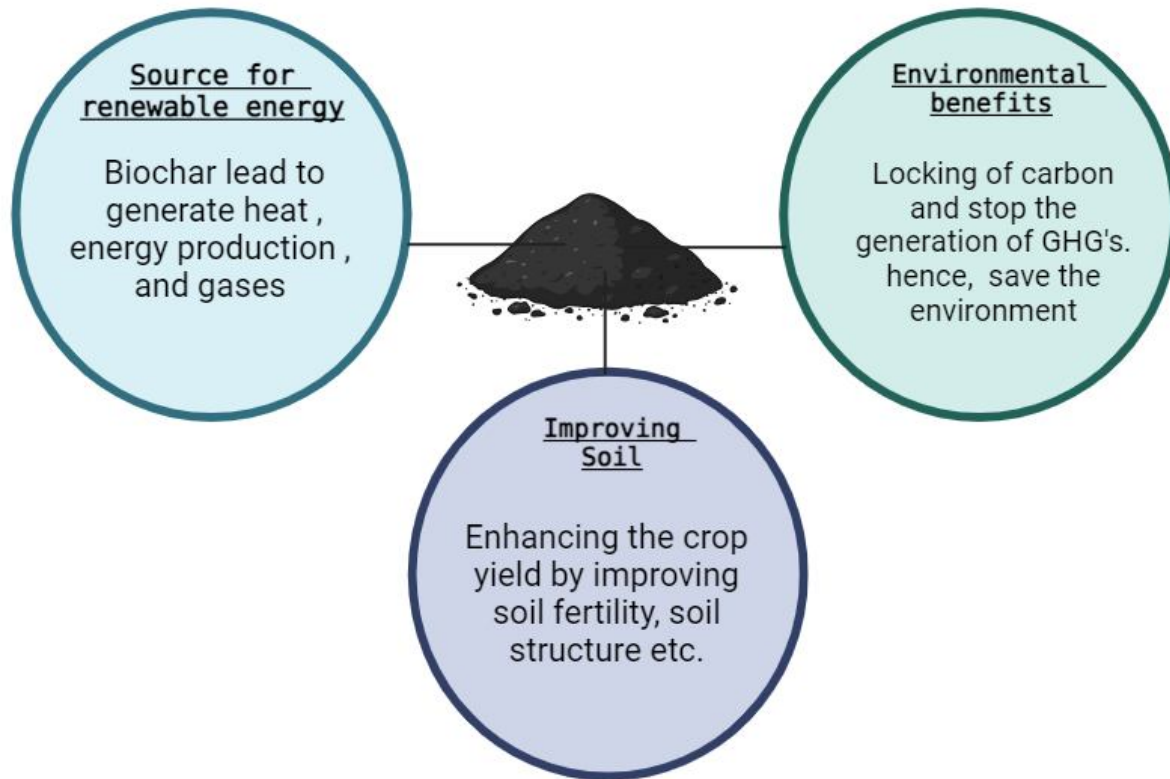 Source for
renewable energy
Biochar lead to
generate heat ,
energy production ,
and gases
Environmental
benefits
Locking of carbon
and stop the
generation of GHG's.
hence, save the
environment
Improving
Soil
Enhancing the crop
yield by improving
soil fertility, soil
structure etc.